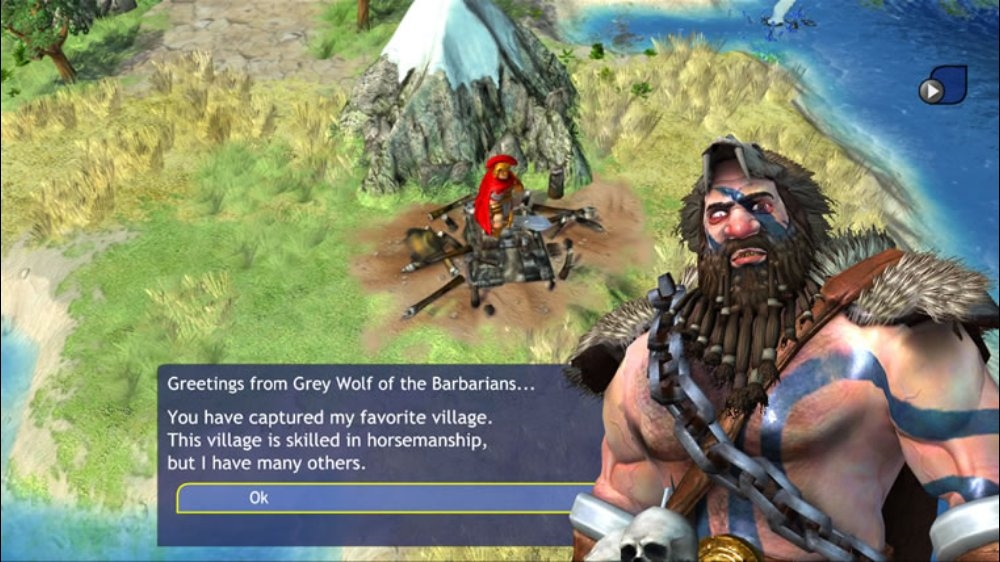 Greetings from Grey Wolf of the Barbarians...
You have captured my favorite village.
This village is skilled in horsemanship,
but I have many others.
Ok